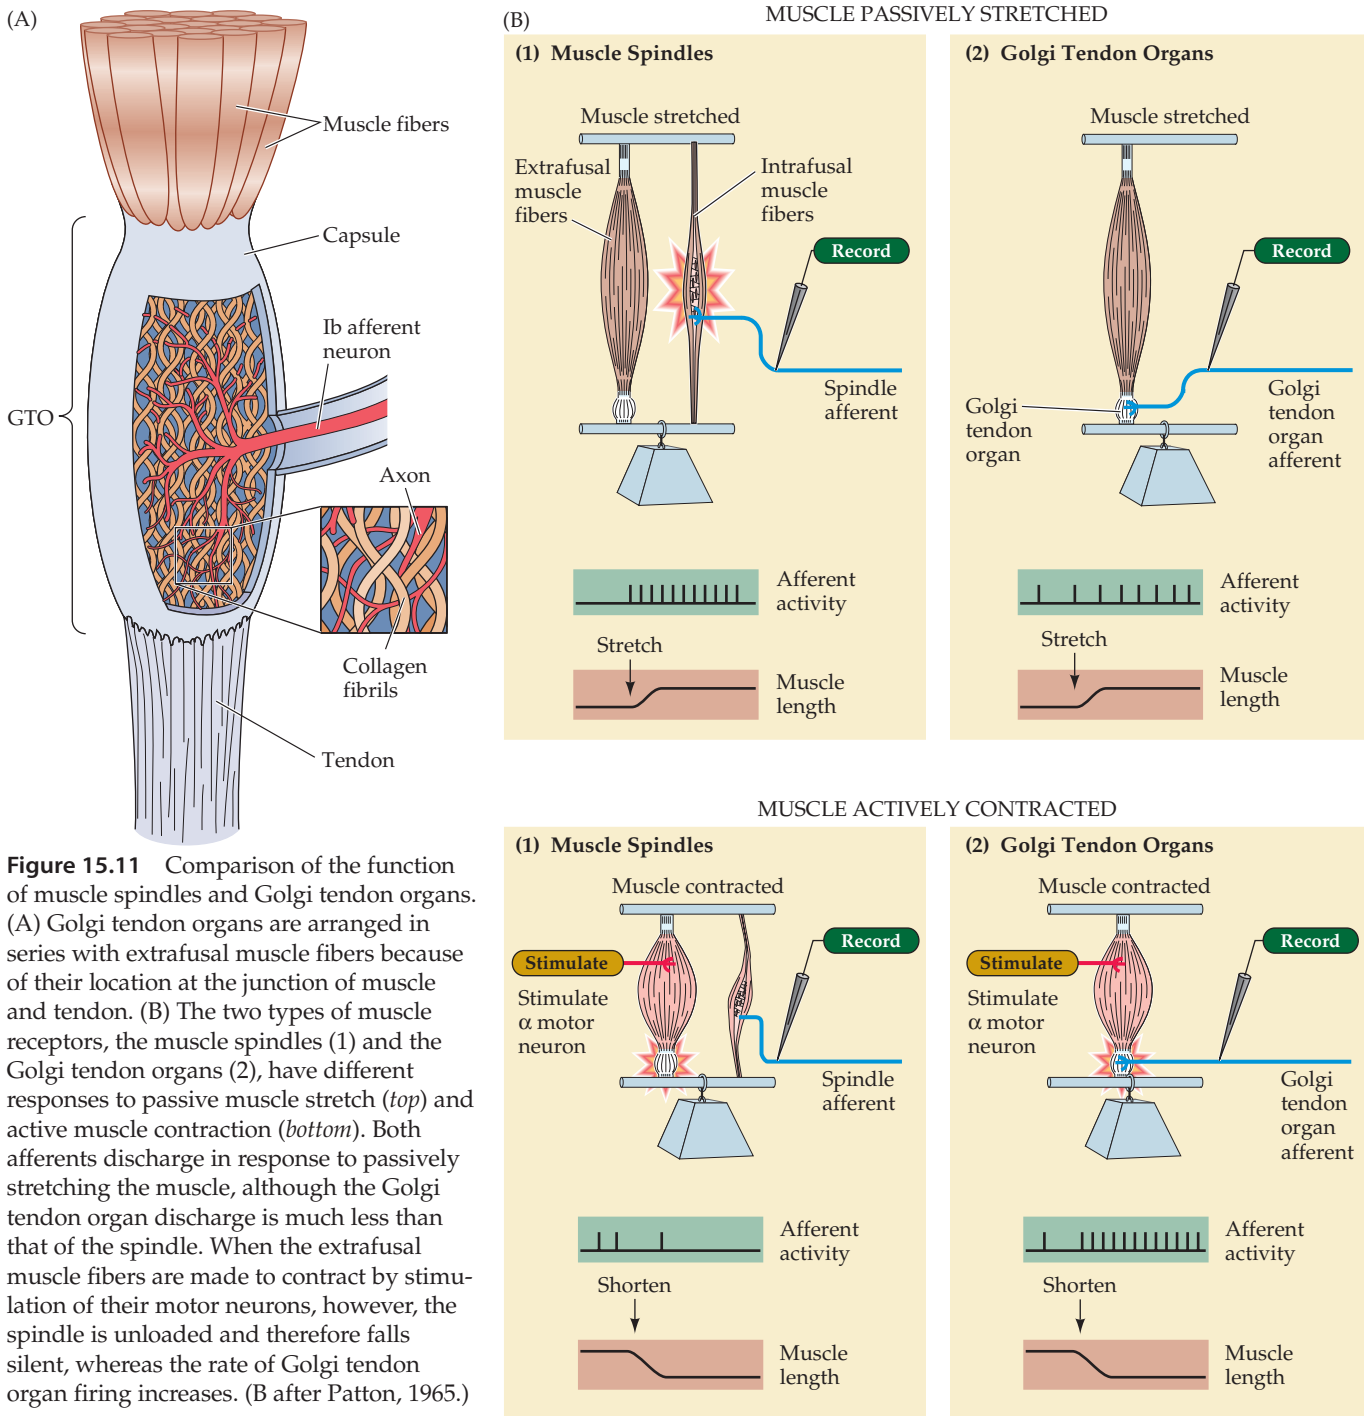 (A)
Muscle fibers
Capsule
Ib afferent
neuron
GTO
Axon
Collagen
fibrils
Tendon
Figure 15.11 Comparison of the function
of muscle spindles and Golgi tendon organs.
(A) Golgi tendon organs are arranged in
series with extrafusal muscle fibers because
of their location at the junction of muscle
and tendon. (B) The two types of muscle
receptors, the muscle spindles (1) and the
Golgi tendon organs (2), have different
responses to passive muscle stretch (top) and
active muscle contraction (bottom). Both
afferents discharge in response to passively
stretching the muscle, although the Golgi
tendon organ discharge is much less than
that of the spindle. When the extrafusal
muscle fibers are made to contract by stimu-
lation of their motor neurons, however, the
spindle is unloaded and therefore falls
silent, whereas the rate of Golgi tendon
organ firing increases. (B after Patton, 1965.)
(B)
MUSCLE PASSIVELY STRETCHED
(1) Muscle Spindles
Muscle stretched
Extrafusal
muscle
fibers
Intrafusal
muscle
fibers
Record
Spindle
afferent
Afferent
activity
Stretch
Muscle
length
(2) Golgi Tendon Organs
Muscle stretched
Record
Golgi
tendon
organ
Golgi
tendon
organ
afferent
Afferent
activity
Stretch
Muscle
length
MUSCLE ACTIVELY CONTRACTED
(1) Muscle Spindles
Muscle contracted
Stimulate
Stimulate
α motor
neuron
Record
Spindle
afferent
Afferent
activity
Shorten
Muscle
length
(2) Golgi Tendon Organs
Muscle contracted
Stimulate
Stimulate
α motor
neuron
Record
Golgi
tendon
organ
afferent
Afferent
activity
Shorten
Muscle
length